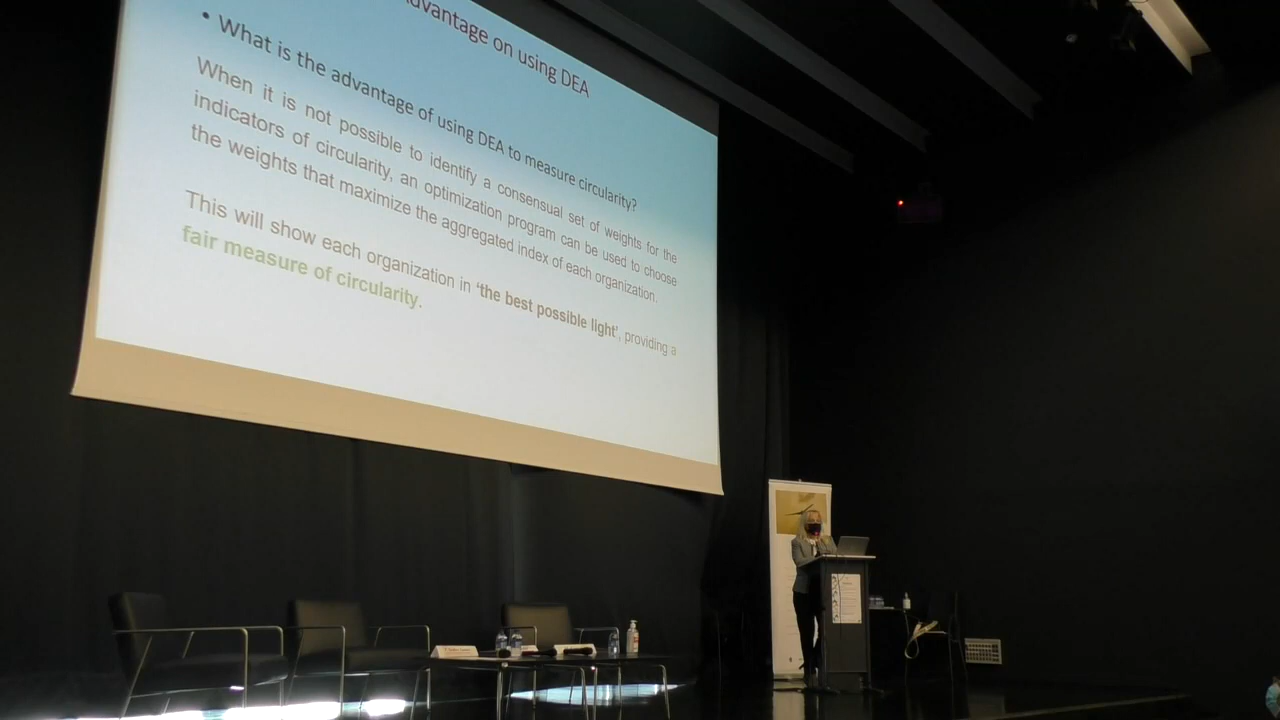 dvantage on using DEA
• What is the advantage of using DEA to measure circularity?
When it is not possible to identify a consensual set of weights for the
indicators of circularity, an optimization program can be used to choose
the weights that maximize the aggregated index of each organization.
This will show each organization in ‘the best possible light’, providing a
fair measure of circularity.